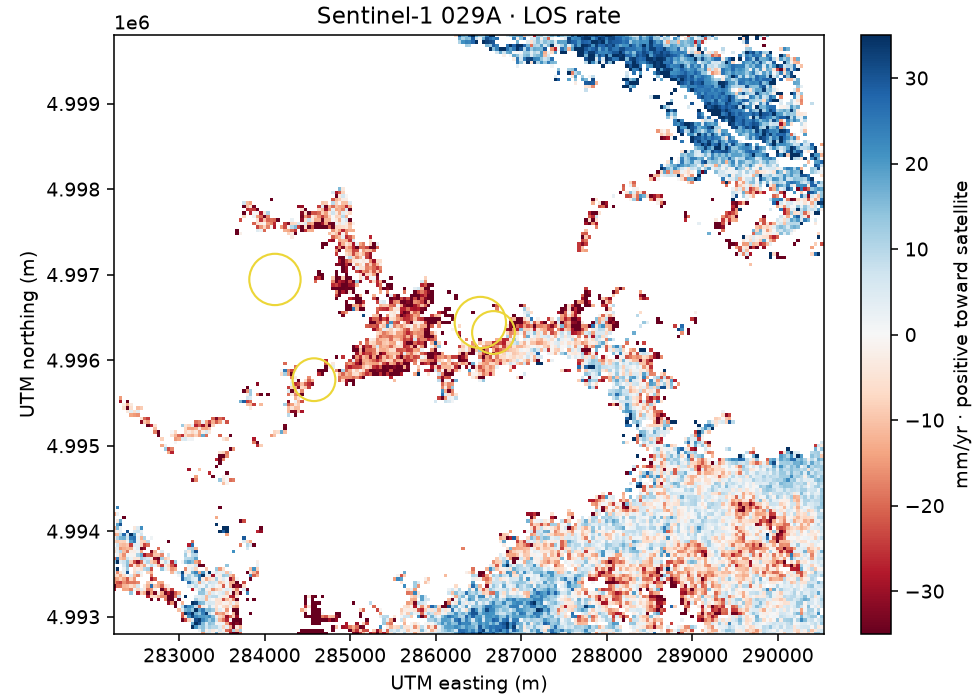 Sentinel-1 029A · LOS rate
1e6
4.999
4.998
4.997
4.996
4.995
4.994
4.993
UTM northing (m)
283000 284000 285000 286000 287000 288000 289000 290000
UTM easting (m)
30
20
10
0
−10
−20
−30
mm/yr · positive toward satellite